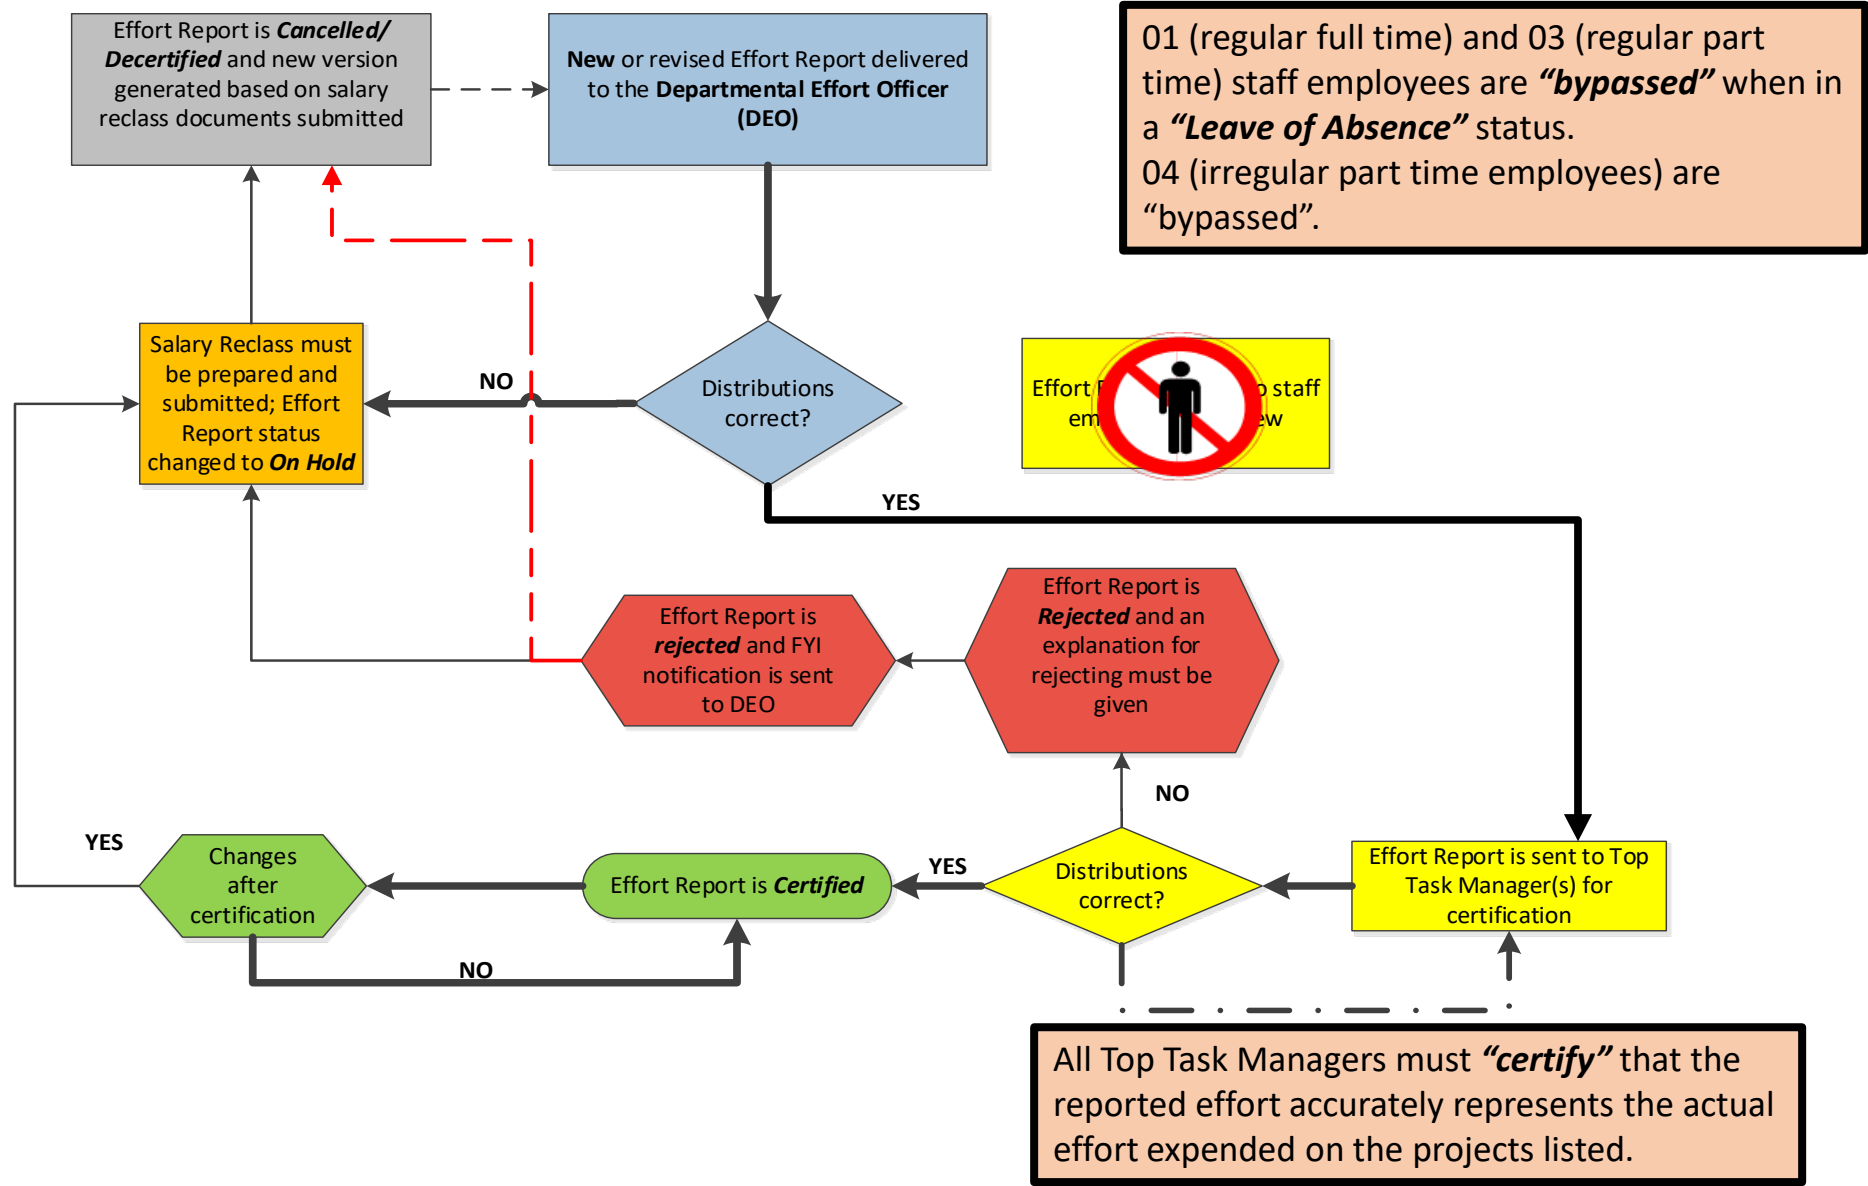 Effort Report is Cancelled/
Decertified and new version
generated based on salary
reclass documents submitted
New or revised Effort Report delivered
to the Departmental Effort Officer
(DEO)
01 (regular full time) and 03 (regular part
time) staff employees are “bypassed” when in
a “Leave of Absence” status.
04 (irregular part time employees) are
“bypassed”.
Salary Reclass must
be prepared and
submitted; Effort
Report status
changed to On Hold
NO
Distributions
correct?
Effort
staff
em
ew
YES
Effort Report is
rejected and FYI
notification is sent
to DEO
Effort Report is
Rejected and an
explanation for
rejecting must be
given
NO
YES
Changes
after
certification
Effort Report is Certified
YES
Distributions
correct?
Effort Report is sent to Top
Task Manager(s) for
certification
NO
All Top Task Managers must “certify” that the
reported effort accurately represents the actual
effort expended on the projects listed.